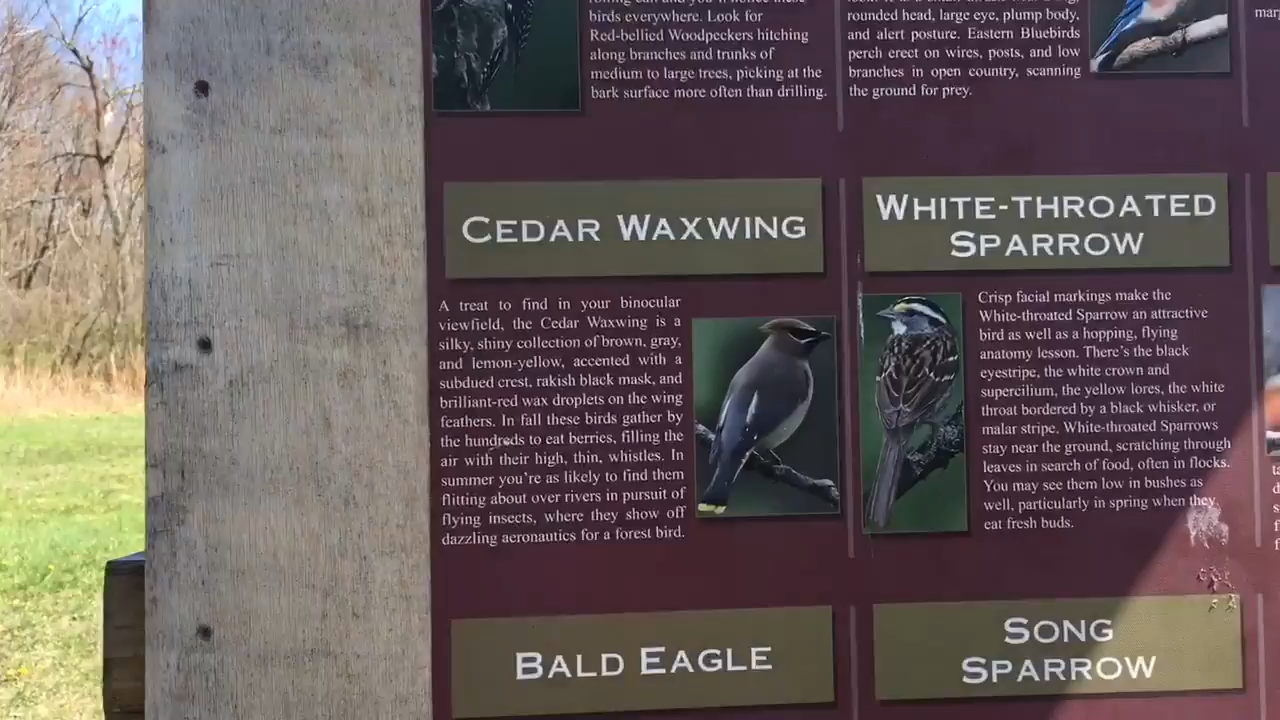 birds everywhere. Look for
Red-bellied Woodpeckers hitching
along branches and trunks of
medium to large trees, picking at the
bark surface more often than drilling.
rounded head, large eye, plump body,
and alert posture. Eastern Bluebirds
perch erect on wires, posts, and low
branches in open country, scanning
the ground for prey.
CEDAR WAXWING
A treat to find in your binocular
viewfield, the Cedar Waxwing is a
silky, shiny collection of brown, gray,
and lemon-yellow, accented with a
subdued crest, rakish black mask, and
brilliant-red wax droplets on the wing
feathers. In fall these birds gather by
the hundreds to eat berries, filling the
air with their high, thin, whistles. In
summer you're as likely to find them
flitting about over rivers in pursuit of
flying insects, where they show off
dazzling aeronautics for a forest bird.
WHITE-THROATED
SPARROW
Crisp facial markings make the
White-throated Sparrow an attractive
bird as well as a hopping, flying
anatomy lesson. There's the black
eyestripe, the white crown and
supercilium, the yellow lores, the white
throat bordered by a black whisker, or
malar stripe. White-throated Sparrows
stay near the ground, scratching through
leaves in search of food, often in flocks.
You may see them low in bushes as
well, particularly in spring when they
eat fresh buds.
BALD EAGLE
SONG
SPARROW